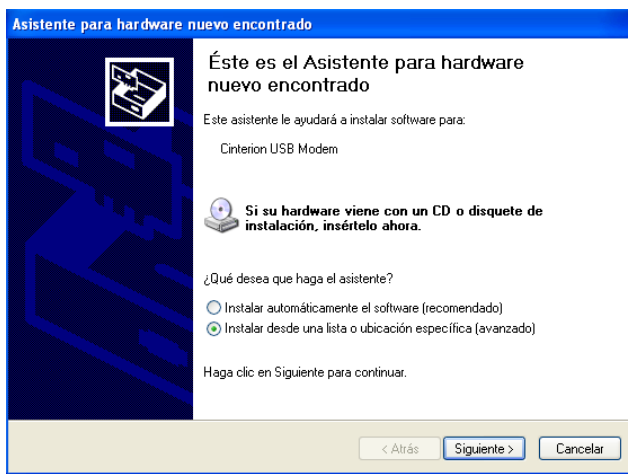 Asistente para hardware nuevo encontrado
Éste es el Asistente para hardware
nuevo encontrado
Este asistente le ayudará a instalar software para:
Cinterion USB Modem
Si su hardware viene con un CD o disquete de
instalación, insértelo ahora.
¿Qué desea que haga el asistente?
Instalar automáticamente el software (recomendado)
Instalar desde una lista o ubicación específica (avanzado)
Haga clic en Siguiente para continuar.
< Atrás Siguiente > Cancelar